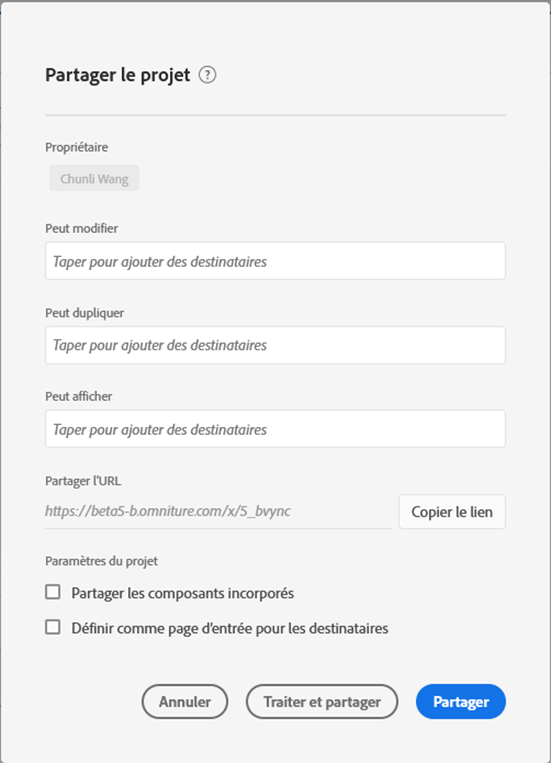 Partager le projet ?
Propriétaire
Chunli Wang
Peut modifier
Taper pour ajouter des destinataires
Peut dupliquer
Taper pour ajouter des destinataires
Peut afficher
Taper pour ajouter des destinataires
Partager l'URL
https://beta5-b.omniture.com/x/5_bvync
Copier le lien
Paramètres du projet
Partager les composants incorporés
Définir comme page d'entrée pour les destinataires
Annuler
Traiter et partager
Partager